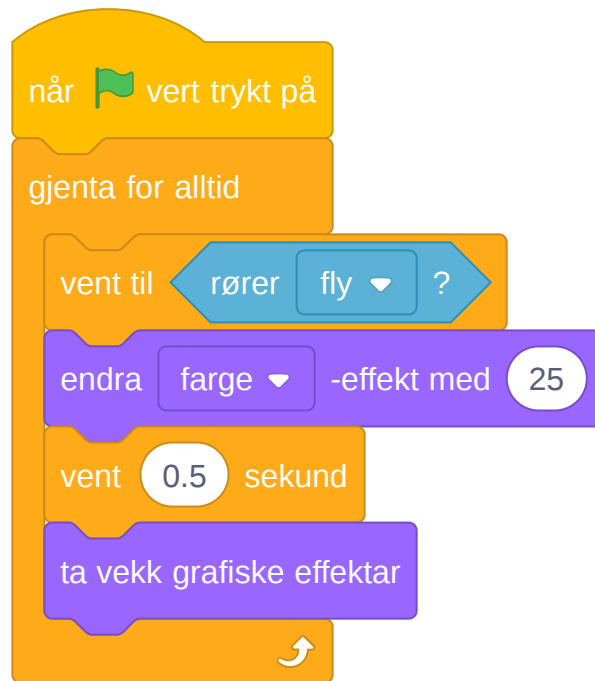 når vert trykt på
gjenta for alltid
vent til rører fly ?
endra farge -effekt med 25
vent 0.5 sekund
ta vekk grafiske effektar